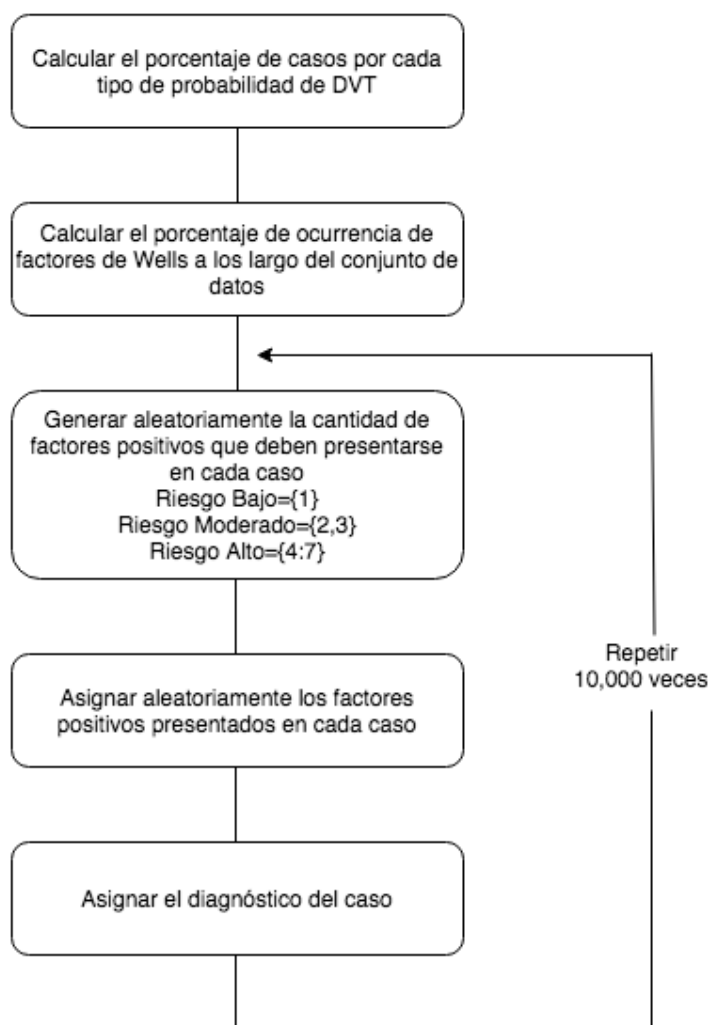 Calcular el porcentaje de casos por cada
tipo de probabilidad de DVT
Calcular el porcentaje de ocurrencia de
factores de Wells a los largo del conjunto de
datos
Generar aleatoriamente la cantidad de
factores positivos que deben presentarse
en cada caso
Riesgo Bajo={1}
Riesgo Moderado={2,3}
Riesgo Alto={4:7}
Repetir
10,000 veces
Asignar aleatoriamente los factores
positivos presentados en cada caso
Asignar el diagnóstico del caso